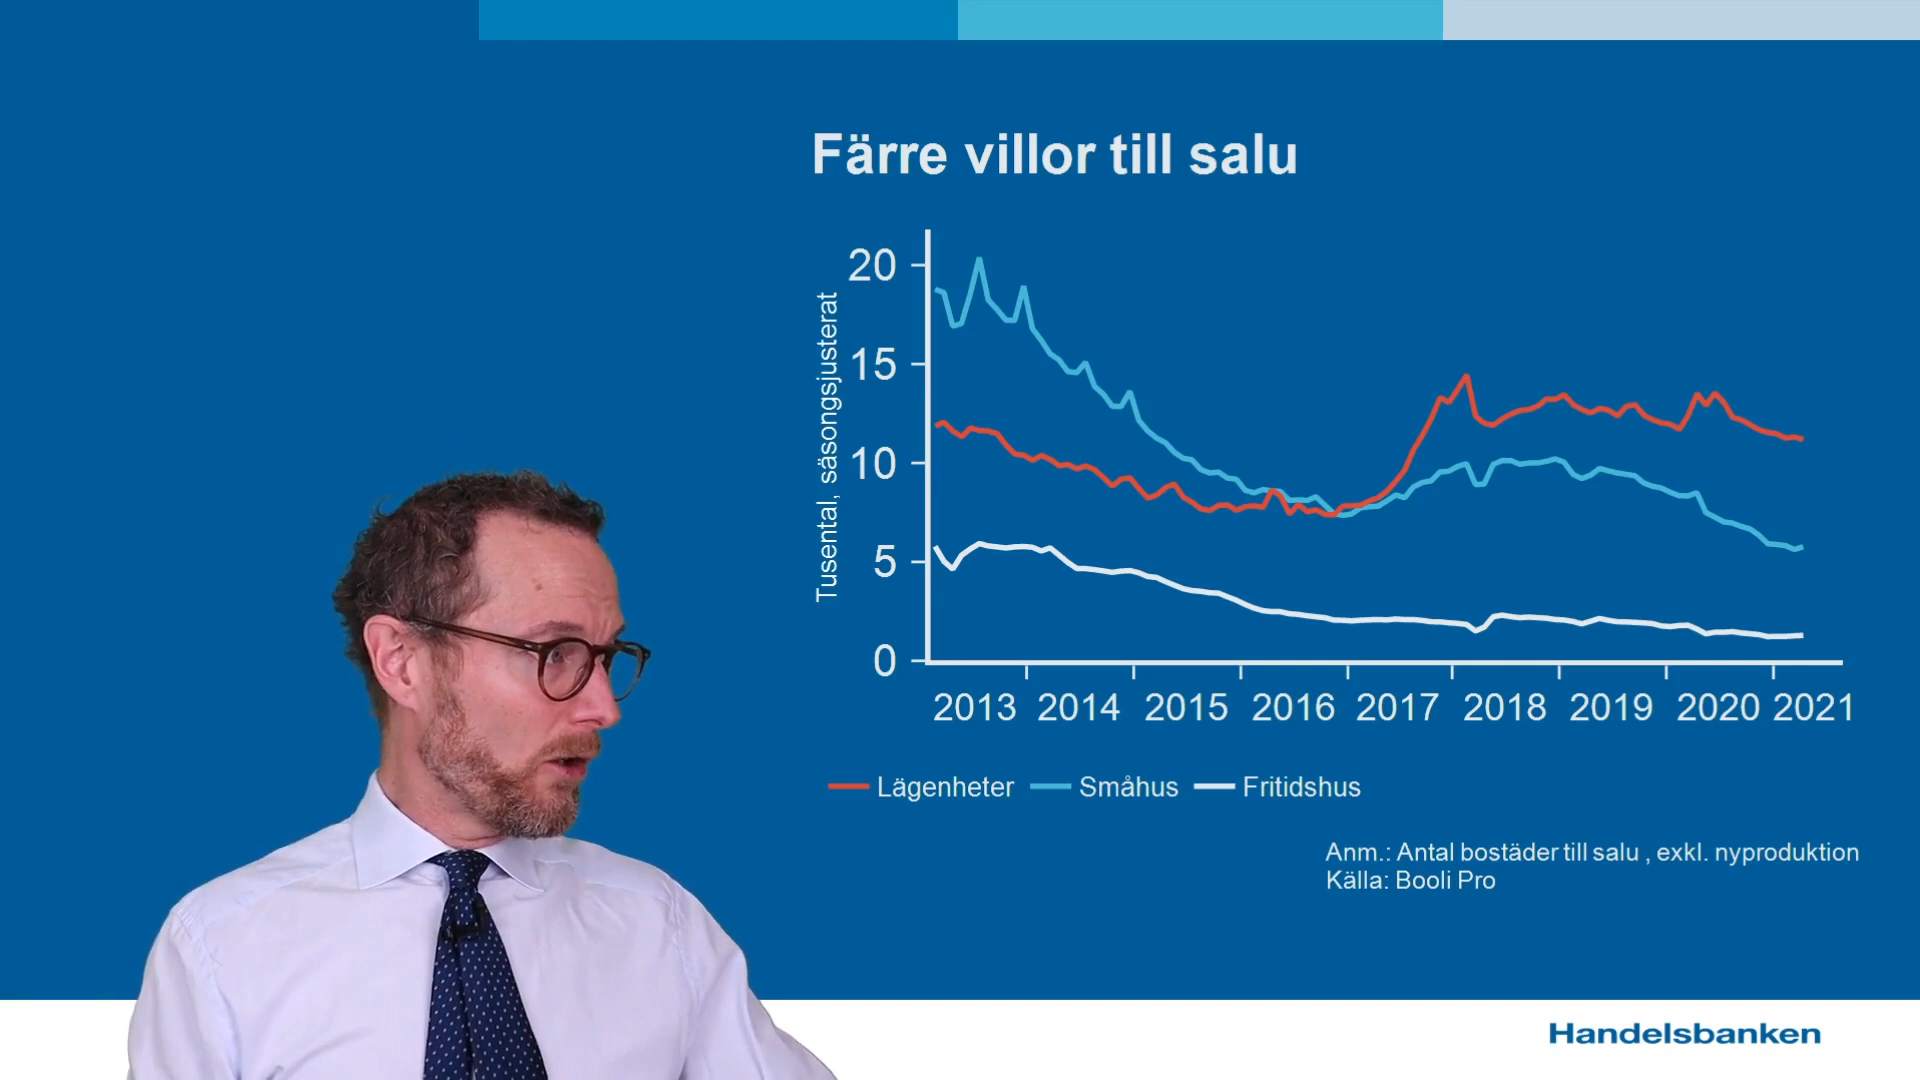 Färre villor till salu
Tusental, säsongsjusterat
20
15
10
5
0
2013 2014 2015 2016 2017 2018 2019 2020 2021
Lägenheter Småhus Fritidshus
Anm.: Antal bostäder till salu , exkl. nyproduktion
Källa: Booli Pro
Handelsbanken